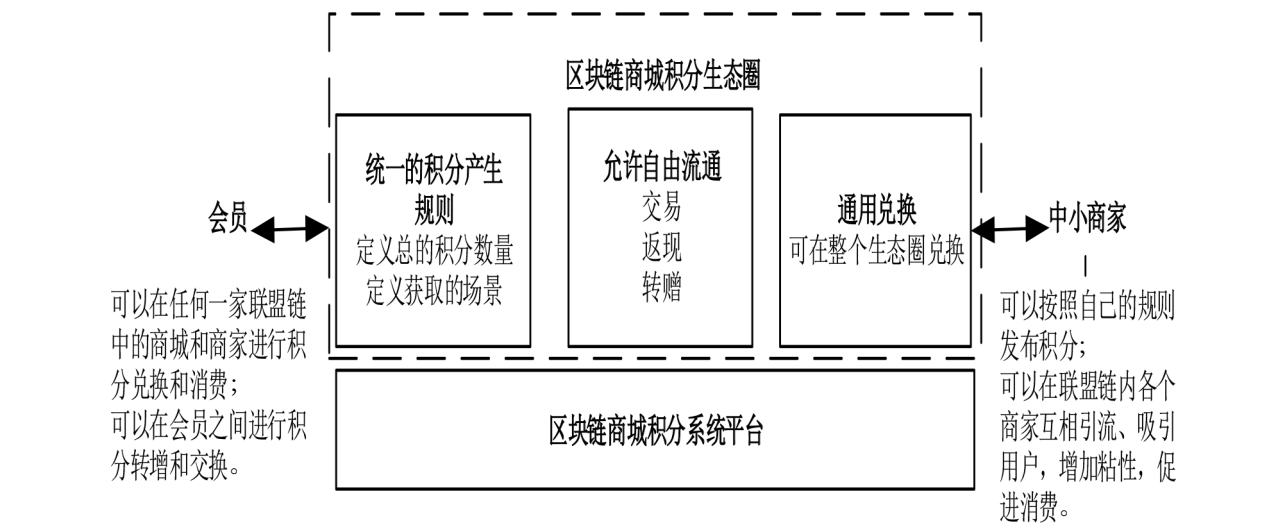 区块链商城积分生态圈
统一的积分产生
规则
定义总的积分数量
定义获取的场景
允许自由流通
交易
返现
转赠
通用兑换
可在整个生态圈兑换
会员
可以在任何一家联盟链
中的商城和商家进行积
分兑换和消费；
可以在会员之间进行积
分转增和交换。
中小商家
可以按照自己的规则
发布积分；
可以在联盟链内各个
商家互相引流、吸引
用户，增加粘性，促
进消费。
区块链商城积分系统平台